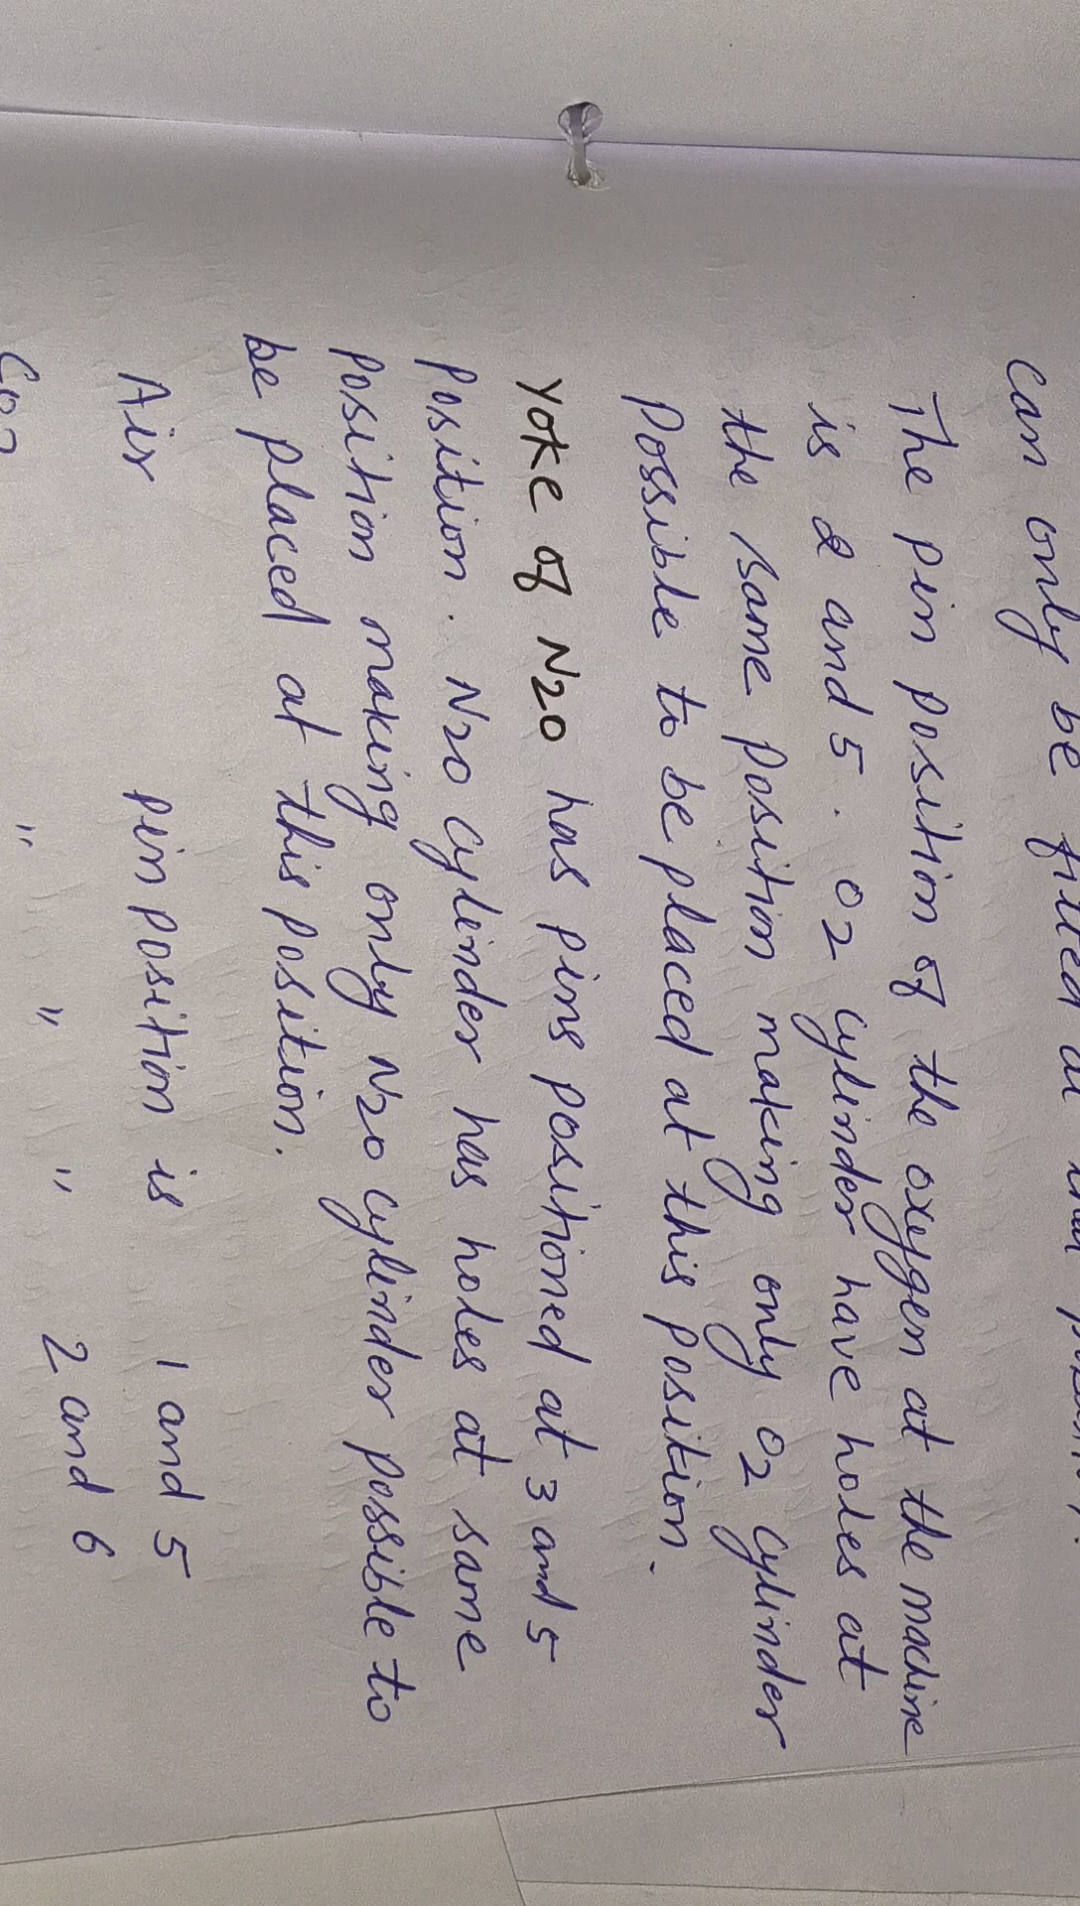 can only be fitted at that
The pin position of the oxygen at the machine
is 2 and 5. O2 cylinder have holes at
the same position making only O2 cylinder
possible to be placed at this position.
Yoke of N2O has pins positioned at 3 and 5
position. N2O cylinder has holes at same
position making only N2O cylinder possible to
be placed at this position.
Air pin position is 1 and 5
" " " 2 and 6